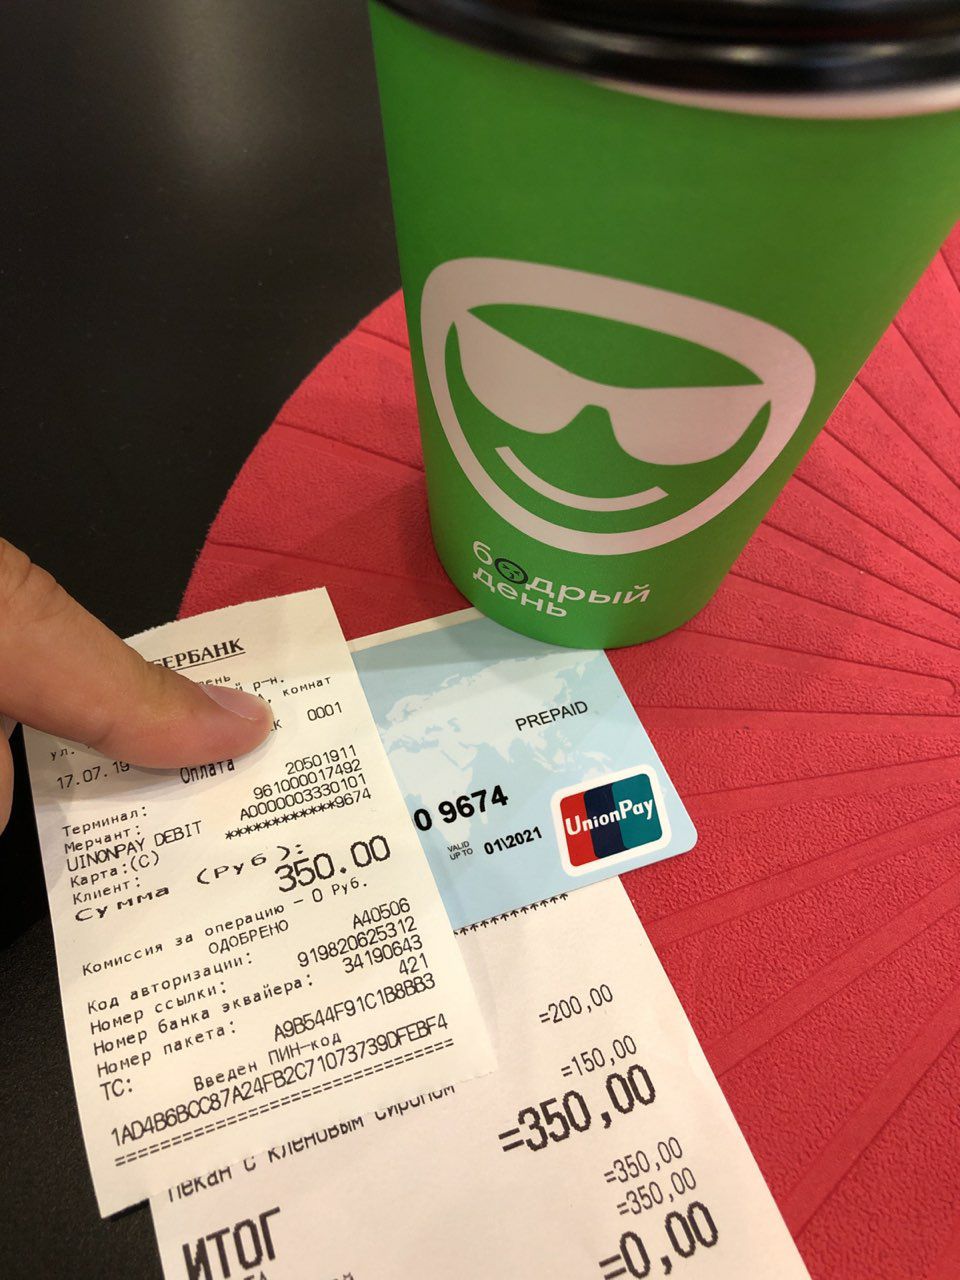 бодрый
день
СБЕРБАНК
р-н.
комнат
ул.
0001
17.07.19
Оплата
Терминал: 20501911
Мерчант: 961000017492
UINONPAY DEBIT A0000003330101
Карта:(C) ************9674
Клиент:
Сумма (Руб):
350.00
Комиссия за операцию - 0 Руб.
ОДОБРЕНО
Код авторизации: A40506
Номер ссылки: 919820625312
Номер банка эквайера: 34190643
Номер пакета: 421
TC: A9B544F91C1B8BB3
Введен ПИН-код
1AD4B6BCC87A24FB2C71073739DFEBF4
==============================
PREPAID
0 9674
VALID
UP TO 01\2021
UnionPay
=200,00
Пекан с кленовым сиропом
=150,00
ИТОГ =350,00
=350,00
=350,00
=0,00